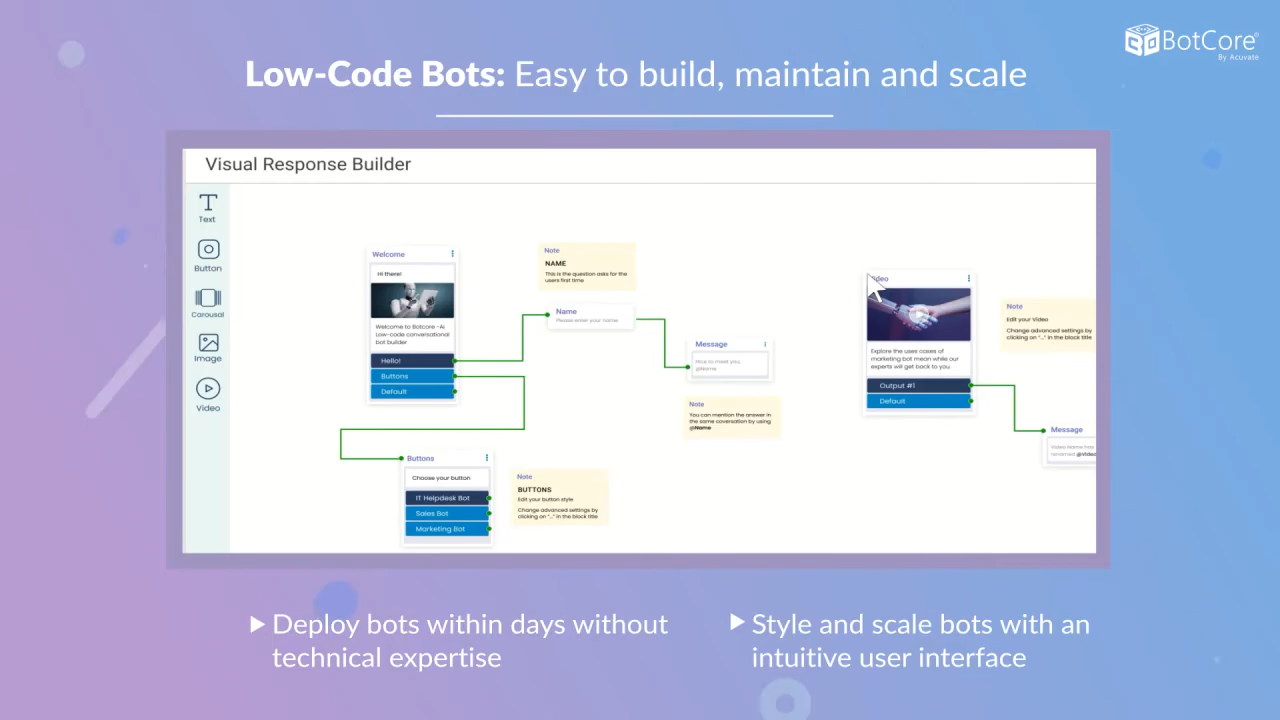 BotCore®
By Acuvate
Low-Code Bots: Easy to build, maintain and scale
Visual Response Builder
Text
Button
Carousal
Image
Video
Welcome
Hi there!
Welcome to Botcore -Ai
Low-code conversational
bot builder
Hello!
Buttons
Default
Note
NAME
This is the question asks for the
users first time
Name
Please enter your name
Message
Nice to meet you,
@Name.
Note
You can mention the answer in
the same coversation by using
@Name
Buttons
Choose your button
IT Helpdesk Bot
Sales Bot
Marketing Bot
Note
BUTTONS
Edit your button style
Change advanced settings by
clicking on "..." in the block title
Video
Explore the uses cases of
marketing bot mean while our
experts will get back to you.
Output #1
Default
Note
Edit your Video
Change advanced settings by
clicking on "..." in the block title
Message
Video Name has
@Video
Deploy bots within days without
technical expertise
Style and scale bots with an
intuitive user interface